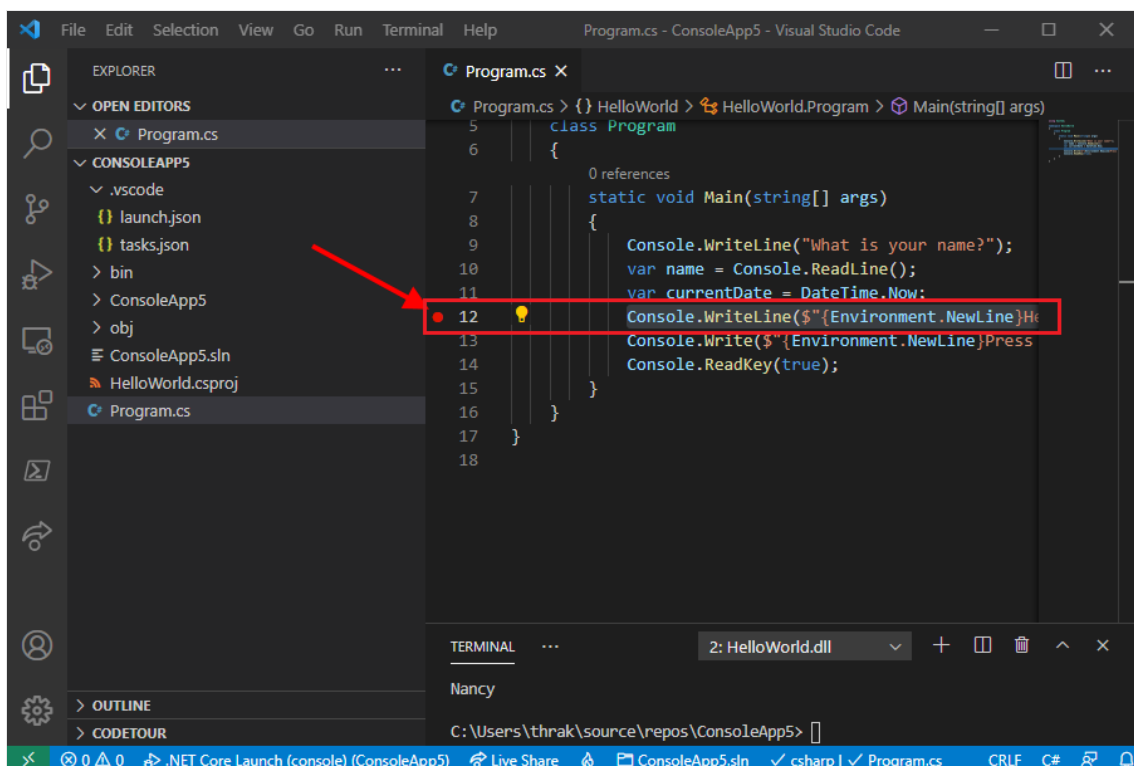 File Edit Selection View Go Run Terminal Help Program.cs - ConsoleApp5 - Visual Studio Code
EXPLORER
OPEN EDITORS
Program.cs
CONSOLEAPP5
.vscode
{} launch.json
{} tasks.json
bin
ConsoleApp5
obj
ConsoleApp5.sln
HelloWorld.csproj
C# Program.cs
C# Program.cs
C# Program.cs > {} HelloWorld > HelloWorld.Program > Main(string[] args)
5 class Program
6 {
0 references
7 static void Main(string[] args)
8 {
9 Console.WriteLine("What is your name?");
10 var name = Console.ReadLine();
11 var currentDate = DateTime.Now;
12 Console.WriteLine($"{Environment.NewLine}He
13 Console.Write($"{Environment.NewLine}Press
14 Console.ReadKey(true);
15 }
16 }
17 }
18
TERMINAL ... 2: HelloWorld.dll
Nancy
C:\Users\thrak\source\repos\ConsoleApp5>
OUTLINE
CODETOUR
0 0 .NET Core Launch (console) (ConsoleApp5) Live Share ConsoleApp5.sln csharp | Program.cs CRLF C#